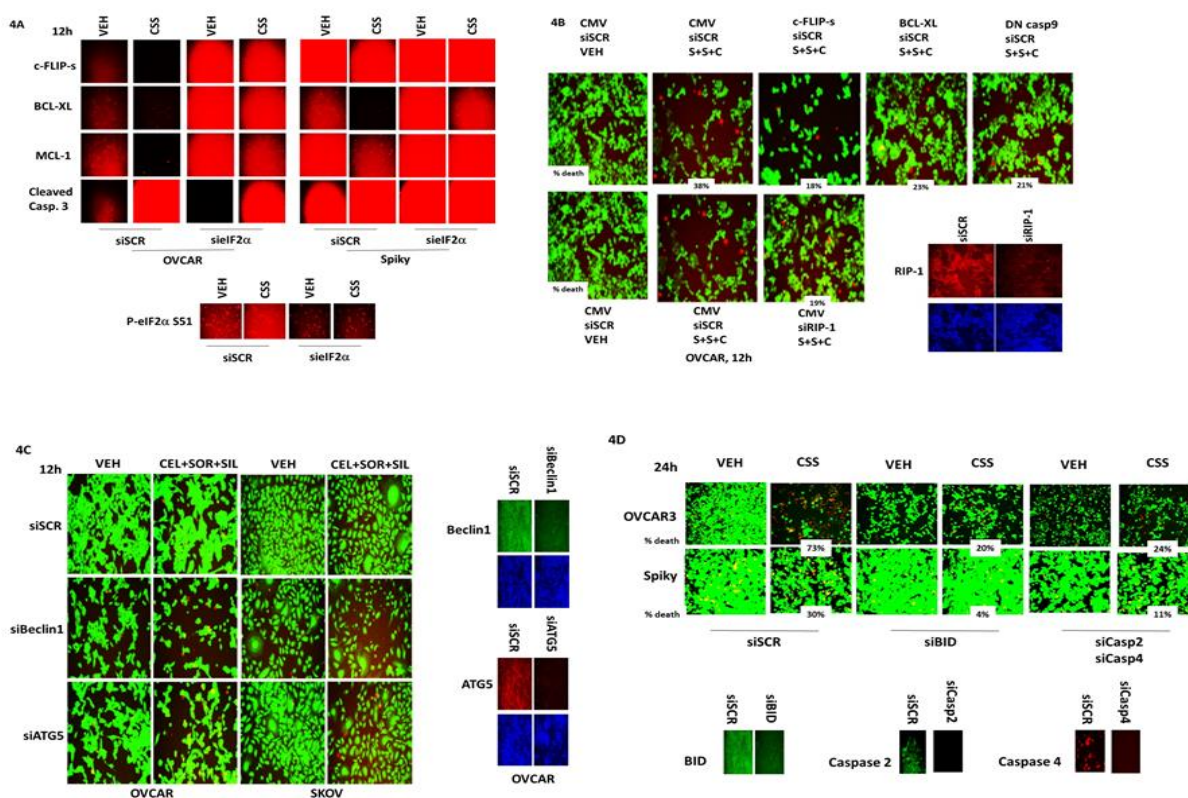 4A
12h
VEH CSS VEH CSS VEH CSS VEH CSS
c-FLIP-s
BCL-XL
MCL-1
Cleaved
Casp. 3
siSCR sieIF2α siSCR sieIF2α
OVCAR Spiky
VEH CSS VEH CSS
P-eIF2α S51
siSCR sieIF2α
4B
CMV CMV c-FLIP-s BCL-XL DN casp9
siSCR siSCR siSCR siSCR siSCR
VEH S+S+C S+S+C S+S+C S+S+C
% death 38% 18% 23% 21%
% death 19%
CMV CMV CMV
siSCR siSCR siRIP-1
VEH S+S+C S+S+C
OVCAR, 12h
siSCR siRIP-1
RIP-1
4C
12h
VEH CEL+SOR+SIL VEH CEL+SOR+SIL
siSCR
siBeclin1
siATG5
OVCAR SKOV
siSCR siBeclin1
Beclin1
siSCR siATG5
ATG5
OVCAR
4D
24h
VEH CSS VEH CSS VEH CSS
OVCAR3
% death 73% 20% 24%
Spiky
% death 30% 4% 11%
siSCR siBID siCasp2
siCasp4
siSCR siBID siSCR siCasp2 siSCR siCasp4
BID Caspase 2 Caspase 4